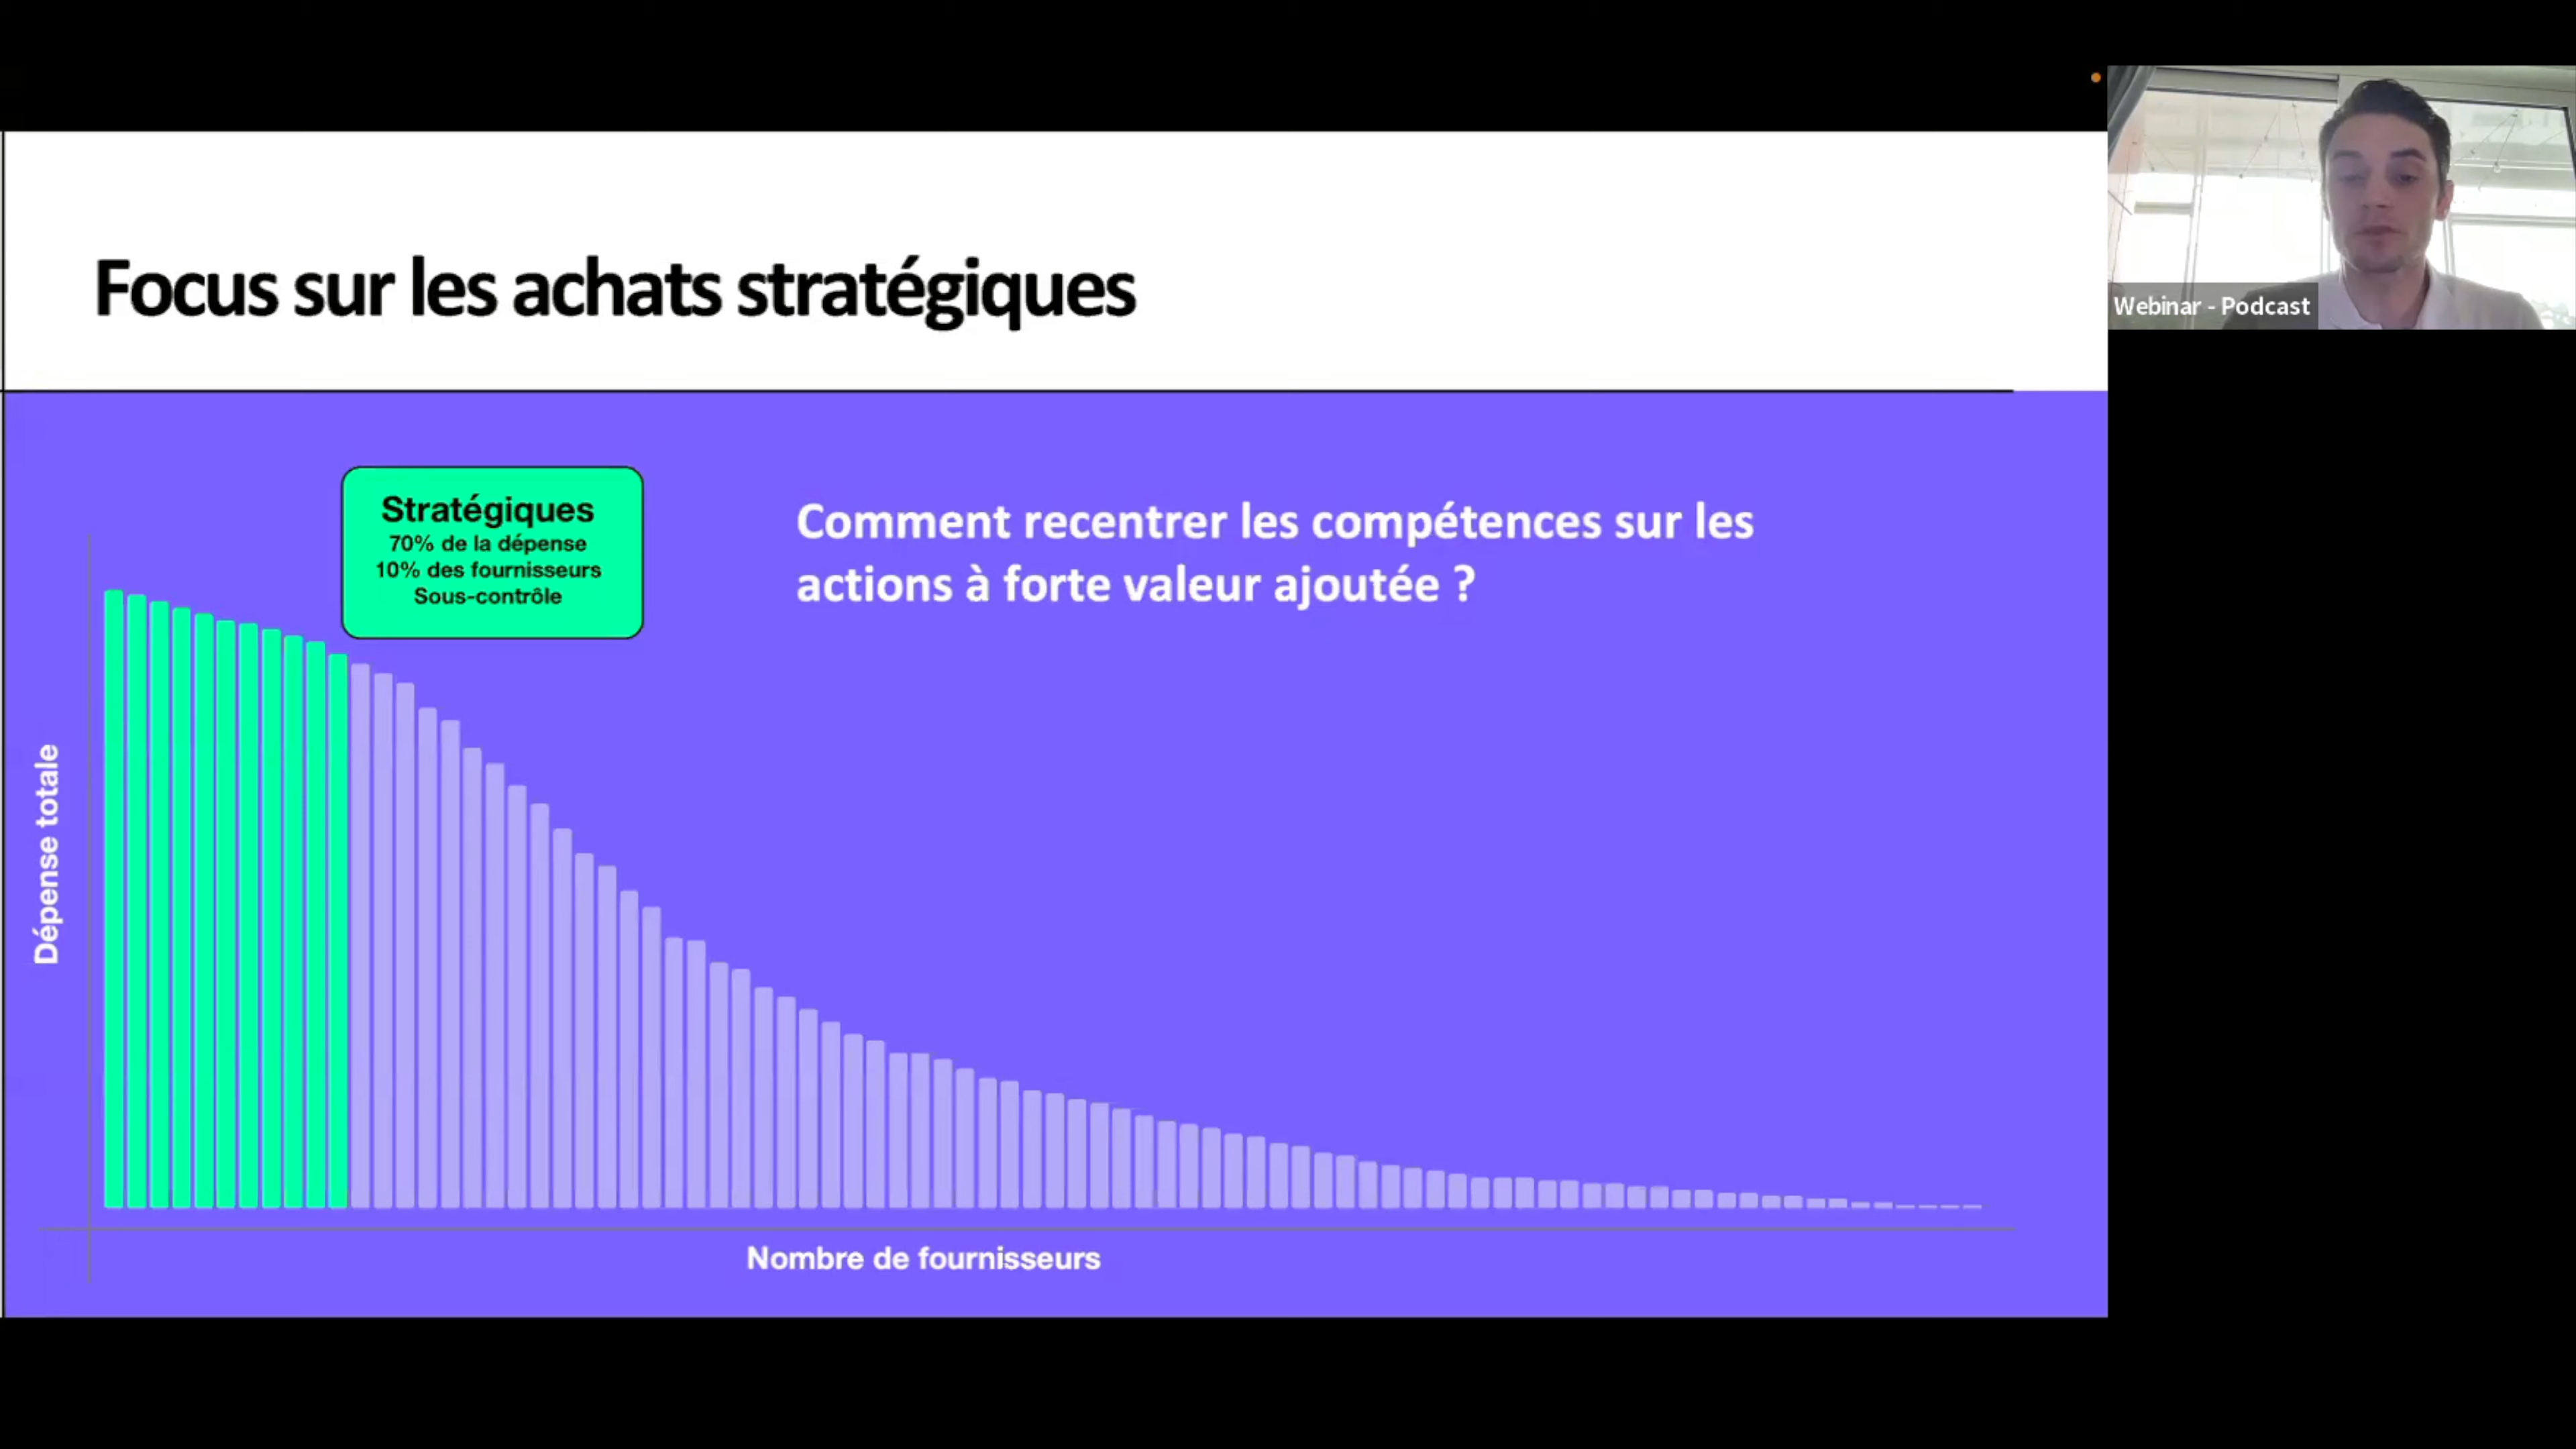 Focus sur les achats stratégiques
Webinar - Podcast
Stratégiques
70% de la dépense
10% des fournisseurs
Sous-contrôle
Comment recentrer les compétences sur les
actions à forte valeur ajoutée ?
Dépense totale
Nombre de fournisseurs